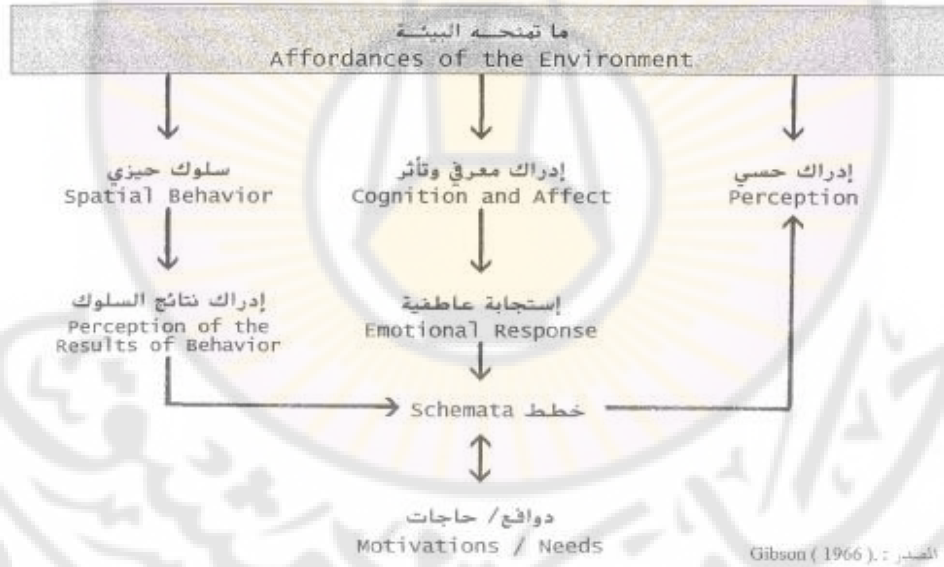 ما تمنحه البيئة
Affordances of the Environment
سلوك حيزي
Spatial Behavior
إدراك معرفي وتأثر
Cognition and Affect
إدراك حسي
Perception
إدراك نتائج السلوك
Perception of the
Results of Behavior
إستجابة عاطفية
Emotional Response
Schemata خطط
دوافع/ حاجات
Motivations / Needs
المصدر : Gibson ( 1966 ).